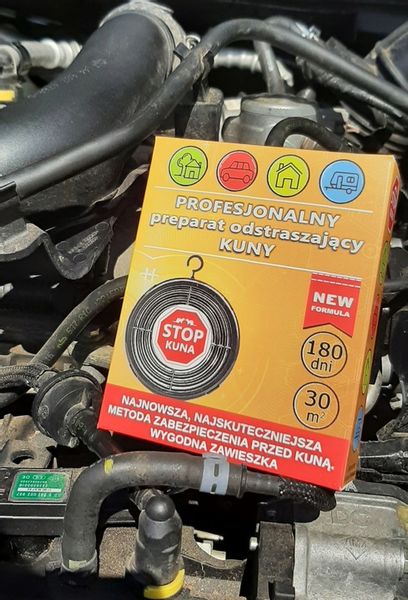 PROFESJONALNY
preparat odstraszający
KUNY
NEW
FORMULA
STOP
KUNA
180
dni
30
m²
NAJNOWSZA, NAJSKUTECZNIEJSZA
METODA ZABEZPIECZENIA PRZED KUNĄ.
WYGODNA ZAWIESZKA